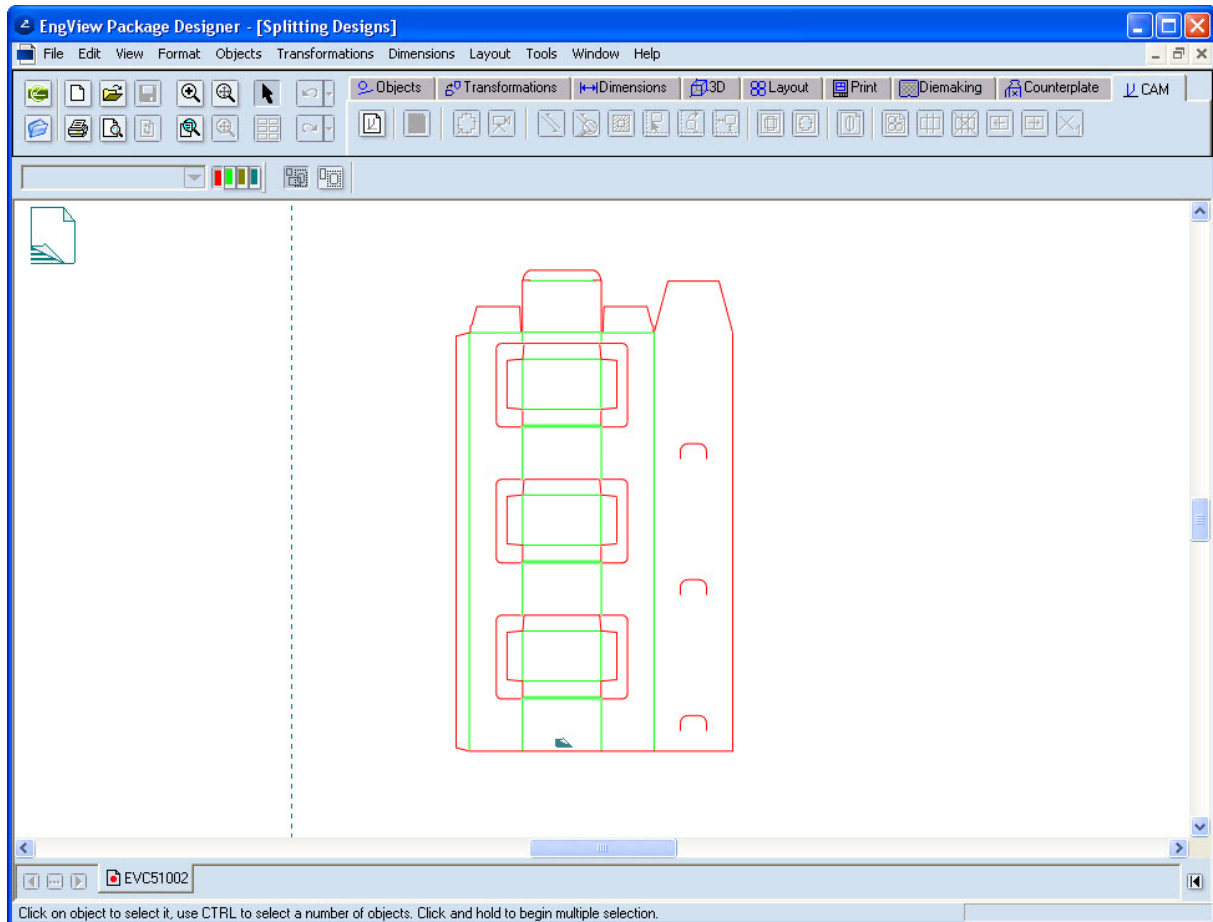 EngView Package Designer - [Splitting Designs]
File Edit View Format Objects Transformations Dimensions Layout Tools Window Help
Objects Transformations Dimensions 3D Layout Print Diemaking Counterplate CAM
EVC51002
Click on object to select it, use CTRL to select a number of objects. Click and hold to begin multiple selection.